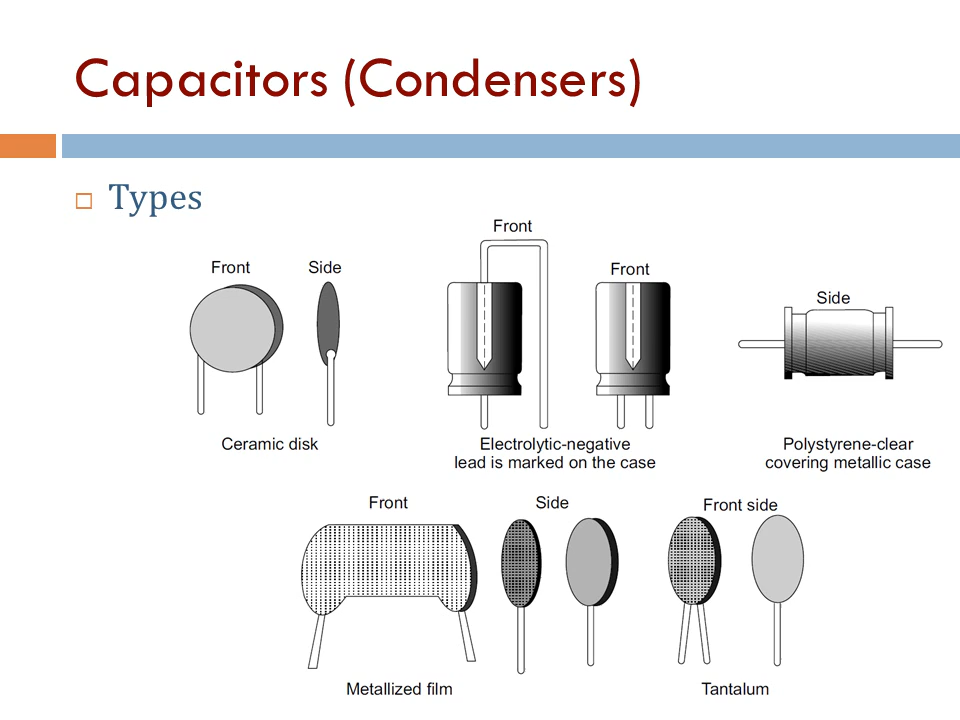 Capacitors (Condensers)
Types
Front
Side
Ceramic disk
Front
Front
Electrolytic-negative
lead is marked on the case
Side
Polystyrene-clear
covering metallic case
Front
Side
Metallized film
Front side
Tantalum